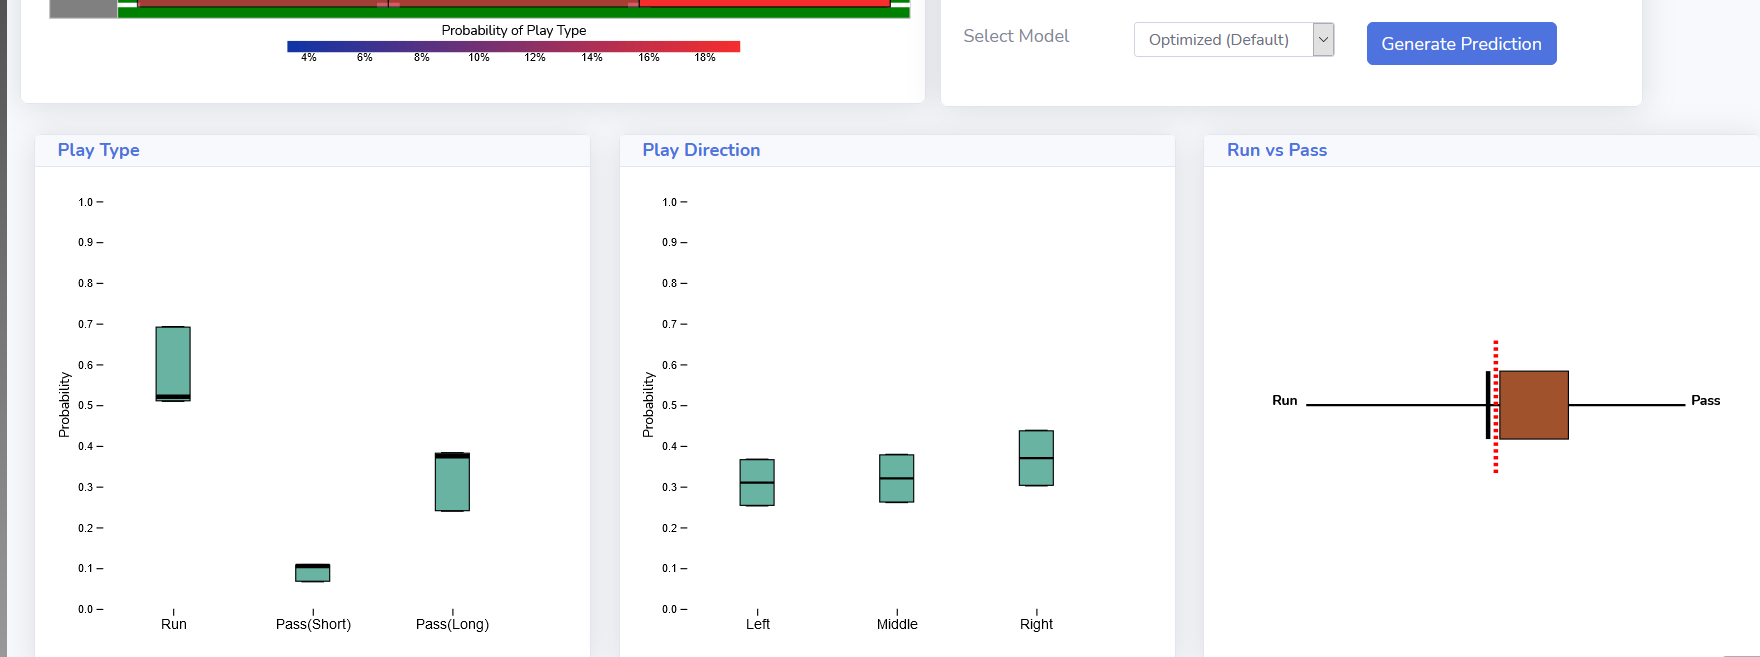 Probability of Play Type
4% 6% 8% 10% 12% 14% 16% 18%
Select Model
Optimized (Default)
Generate Prediction
Play Type
1.0
0.9
0.8
0.7
0.6
0.5
0.4
0.3
0.2
0.1
0.0
Probability
Run Pass(Short) Pass(Long)
Play Direction
1.0
0.9
0.8
0.7
0.6
0.5
0.4
0.3
0.2
0.1
0.0
Probability
Left Middle Right
Run vs Pass
Run Pass